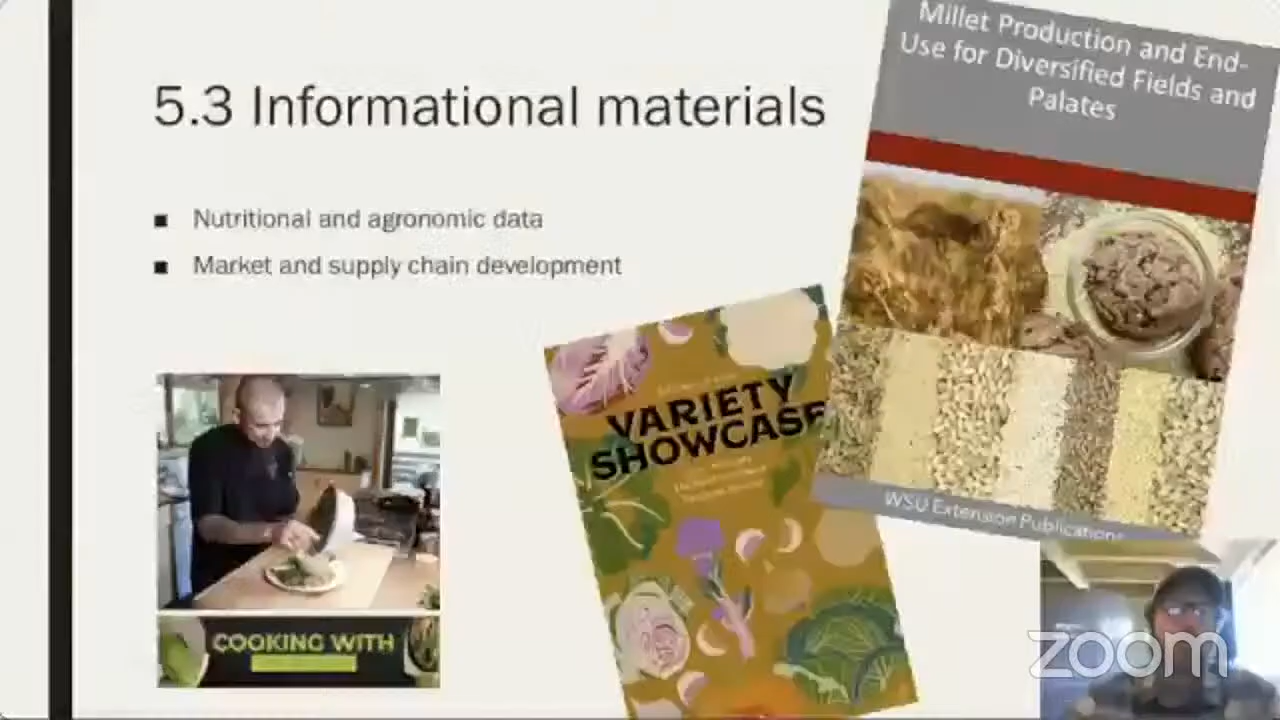 Millet Production and End-
Use for Diversified Fields and
Palates
5.3 Informational materials
■ Nutritional and agronomic data
■ Market and supply chain development
VARIETY
SHOWCASE
WSU Extension Publications
COOKING WITH
zoom